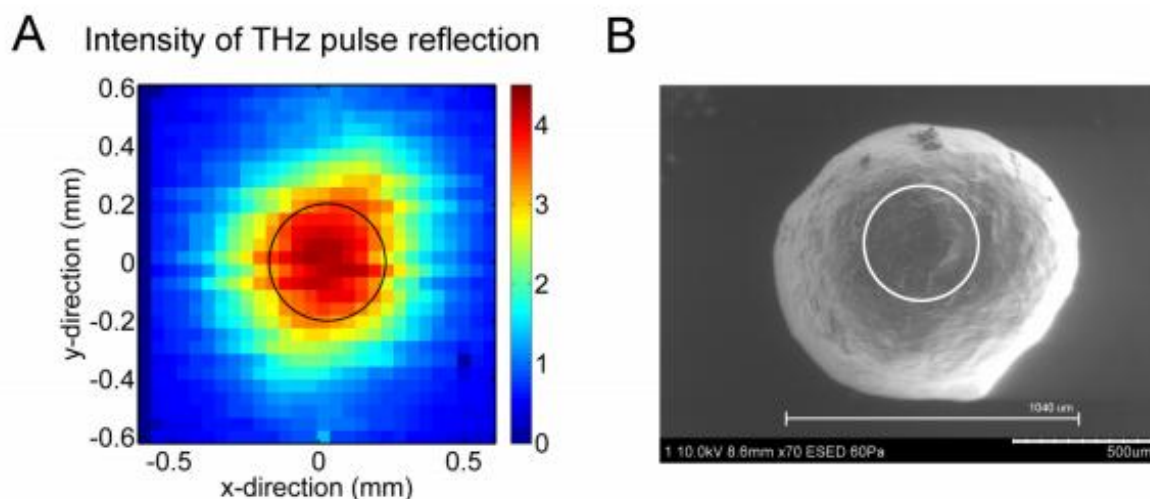 A
Intensity of THz pulse reflection
0.6
0.4
0.2
0
-0.2
-0.4
-0.6
y-direction (mm)
-0.5
0
0.5
x-direction (mm)
4
3
2
1
0
B
1040 um
1 10.0kV 8.6mm x70 ESED 60Pa
500um